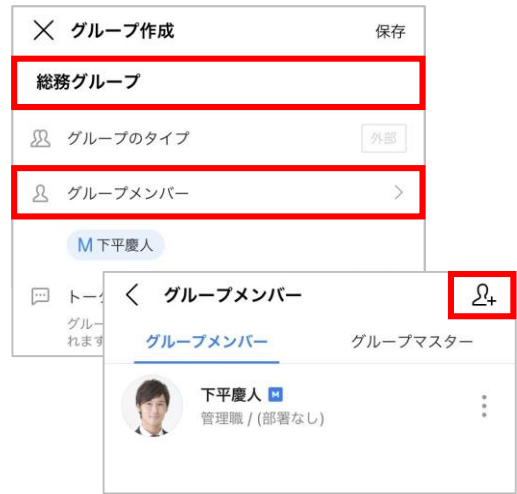 グループ作成 保存
総務グループ
グループのタイプ 外部
グループメンバー
M 下平慶人
トー
グルー
れます
グループメンバー
グループメンバー グループマスター
下平慶人 M
管理職 / (部署なし)